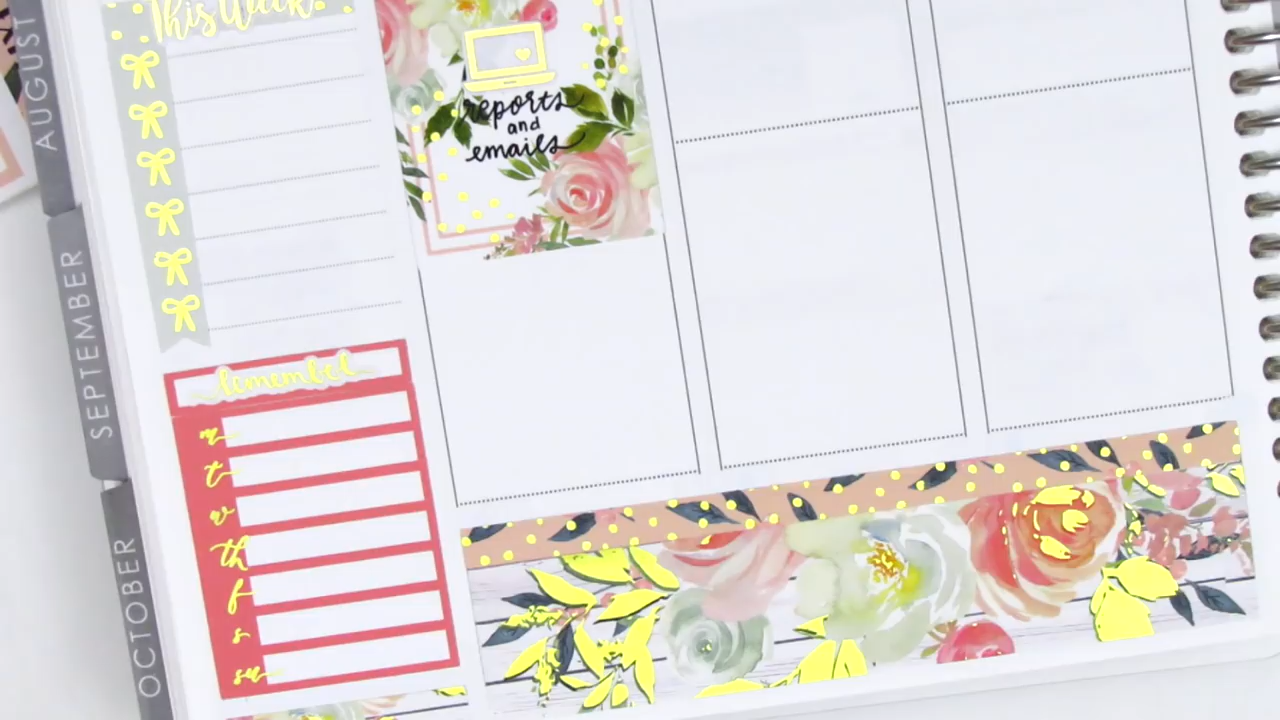 This Week
AUGUST
reports
and
emails
SEPTEMBER
remember
m
t
w
th
f
s
su
OCTOBER